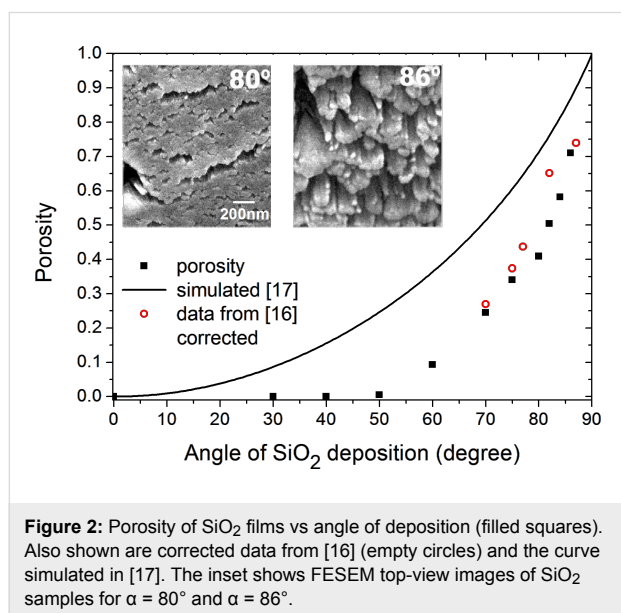 1.0
0.9
0.8
0.7
0.6
0.5
0.4
0.3
0.2
0.1
0.0
Porosity
80º
86º
200nm
porosity
simulated [17]
data from [16]
corrected
0 10 20 30 40 50 60 70 80 90
Angle of SiO₂ deposition (degree)
Figure 2: Porosity of SiO₂ films vs angle of deposition (filled squares).
Also shown are corrected data from [16] (empty circles) and the curve
simulated in [17]. The inset shows FESEM top-view images of SiO₂
samples for α = 80° and α = 86°.